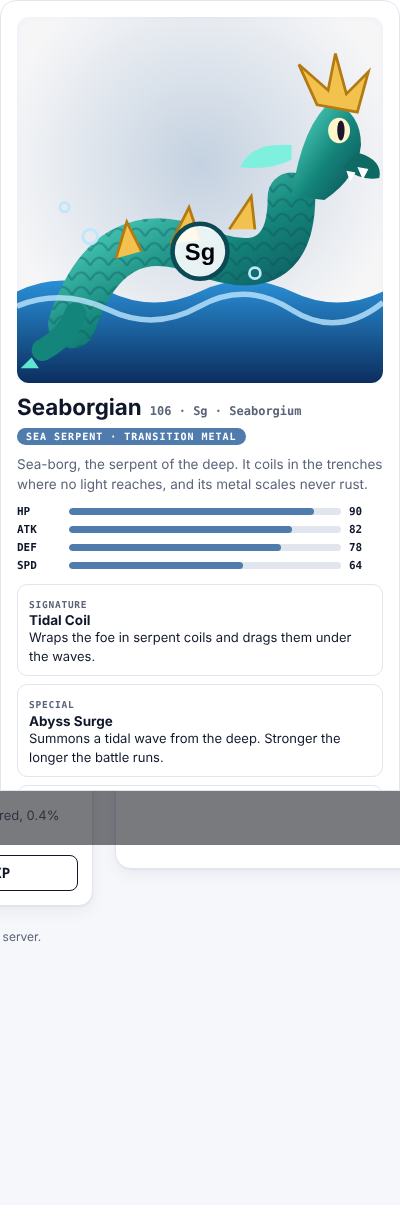 Sg
Seaborgian 106 · Sg · Seaborgium
SEA SERPENT · TRANSITION METAL
Sea-borg, the serpent of the deep. It coils in the trenches
where no light reaches, and its metal scales never rust.
HP 90
ATK 82
DEF 78
SPD 64
SIGNATURE
Tidal Coil
Wraps the foe in serpent coils and drags them under
the waves.
SPECIAL
Abyss Surge
Summons a tidal wave from the deep. Stronger the
longer the battle runs.
0.4%
server.